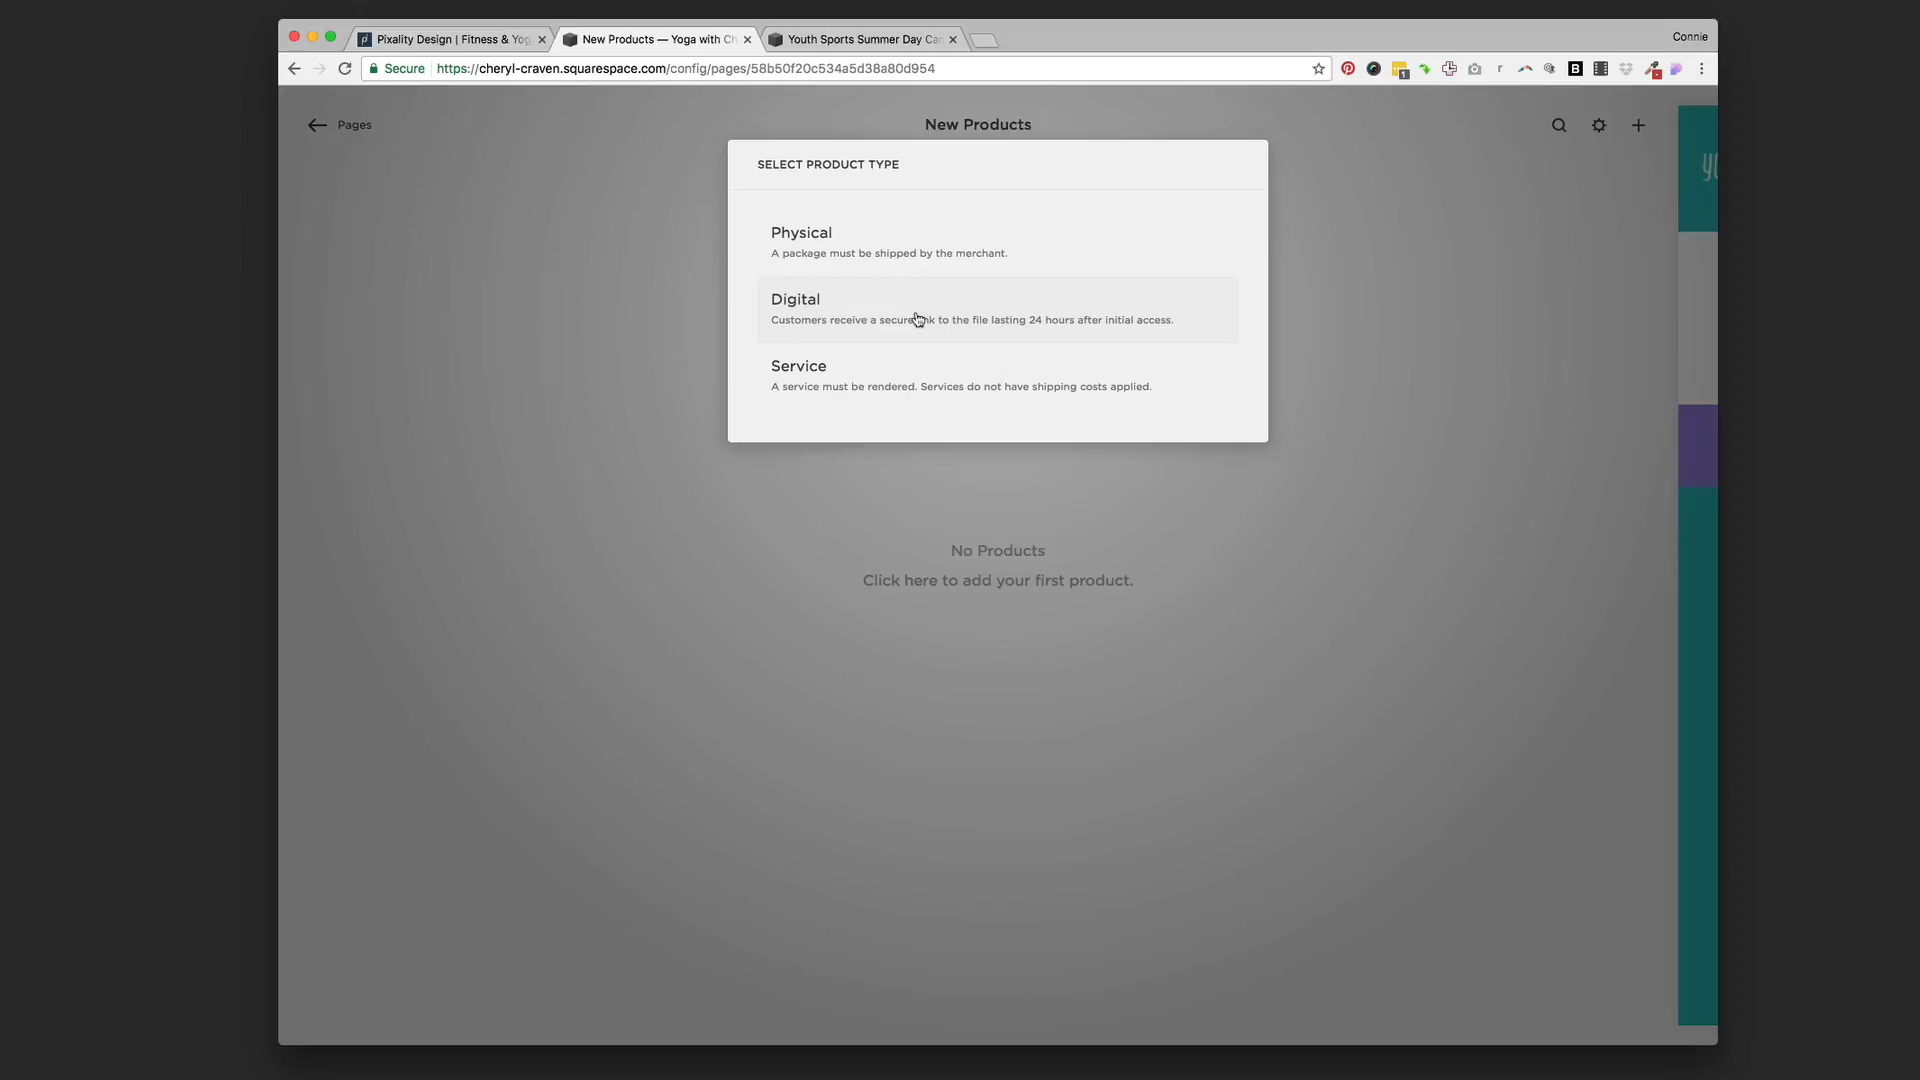 Pixality Design | Fitness & Yog
New Products — Yoga with Ch
Youth Sports Summer Day Car
Connie
Secure
https://cheryl-craven.squarespace.com/config/pages/58b50f20c534a5d38a80d954
1
r
B
Pages
New Products
SELECT PRODUCT TYPE
Physical
A package must be shipped by the merchant.
Digital
Customers receive a secure to the file lasting 24 hours after initial access.
Service
A service must be rendered. Services do not have shipping costs applied.
No Products
Click here to add your first product.